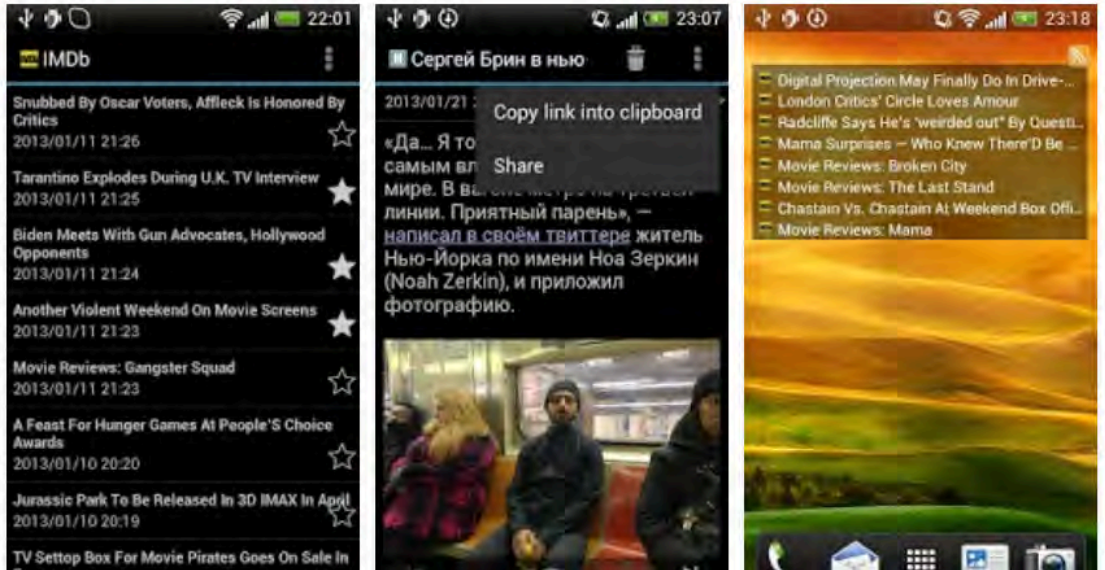 22:01
IMDb
Snubbed By Oscar Voters, Affleck Is Honored By
Critics
2013/01/11 21:26
Tarantino Explodes During U.K. TV Interview
2013/01/11 21:25
Biden Meets With Gun Advocates, Hollywood
Opponents
2013/01/11 21:24
Another Violent Weekend On Movie Screens
2013/01/11 21:23
Movie Reviews: Gangster Squad
2013/01/11 21:23
A Feast For Hunger Games At People'S Choice
Awards
2013/01/10 20:20
Jurassic Park To Be Released In 3D IMAX In April
2013/01/10 20:19
TV Settop Box For Movie Pirates Goes On Sale In
23:07
Сергей Брин в нью
2013/01/21
Copy link into clipboard
Share
«Да... Я то
самым вл
мире. В вагоне метро на третьей
линии. Приятный парень», —
написал в своём твиттере житель
Нью-Йорка по имени Ноа Зеркин
(Noah Zerkin), и приложил
фотографию.
23:18
Digital Projection May Finally Do In Drive-...
London Critics' Circle Loves Amour
Radcliffe Says He's "weirded out" By Questi...
Mama Surprises — Who Knew There'D Be ...
Movie Reviews: Broken City
Movie Reviews: The Last Stand
Chastain Vs. Chastain At Weekend Box Offi...
Movie Reviews: Mama